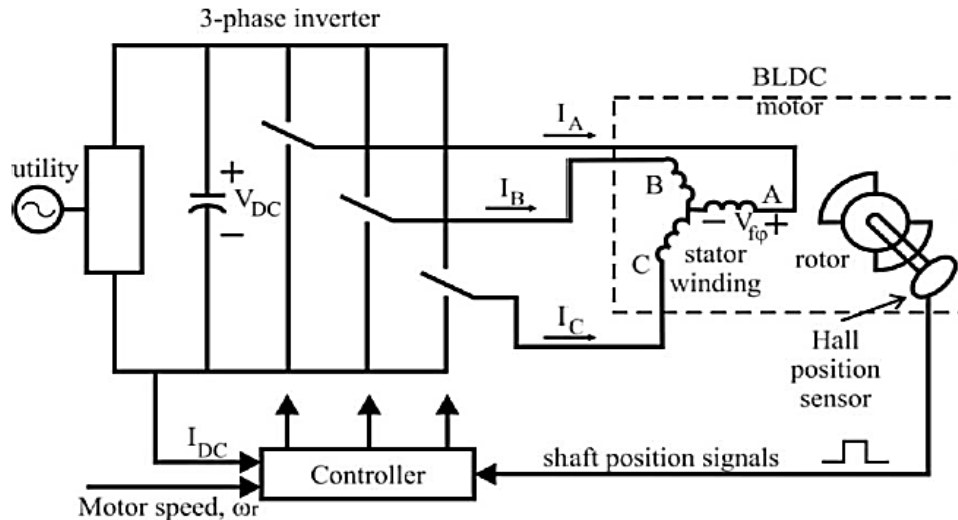 3-phase inverter
BLDC
motor
I_A
utility
+
V_DC
−
I_B
B
A
− V_fφ +
C
stator
winding
rotor
I_C
Hall
position
sensor
I_DC
Controller
shaft position signals
Motor speed, ω_r